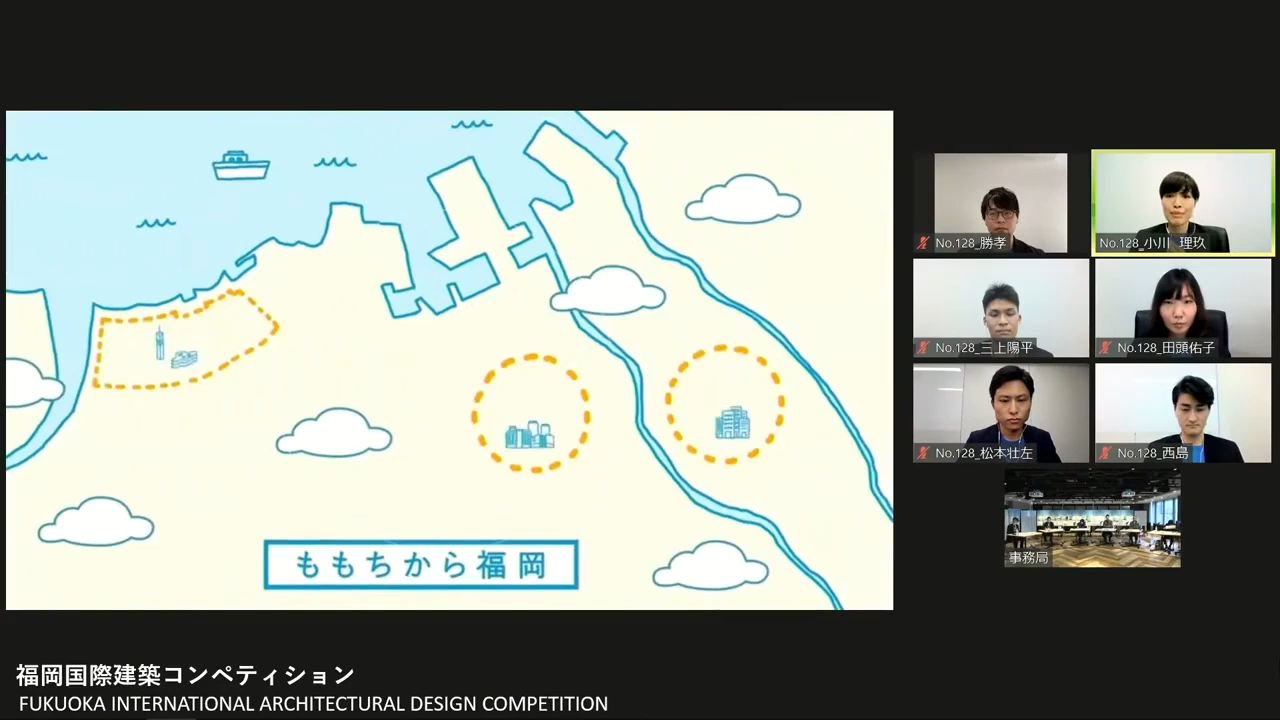 ももちから福岡
No.128_勝孝
No.128_小川 理玖
No.128_三上陽平
No.128_田頭佑子
No.128_松本壮左
No.128_西島
事務局
福岡国際建築コンペティション
FUKUOKA INTERNATIONAL ARCHITECTURAL DESIGN COMPETITION